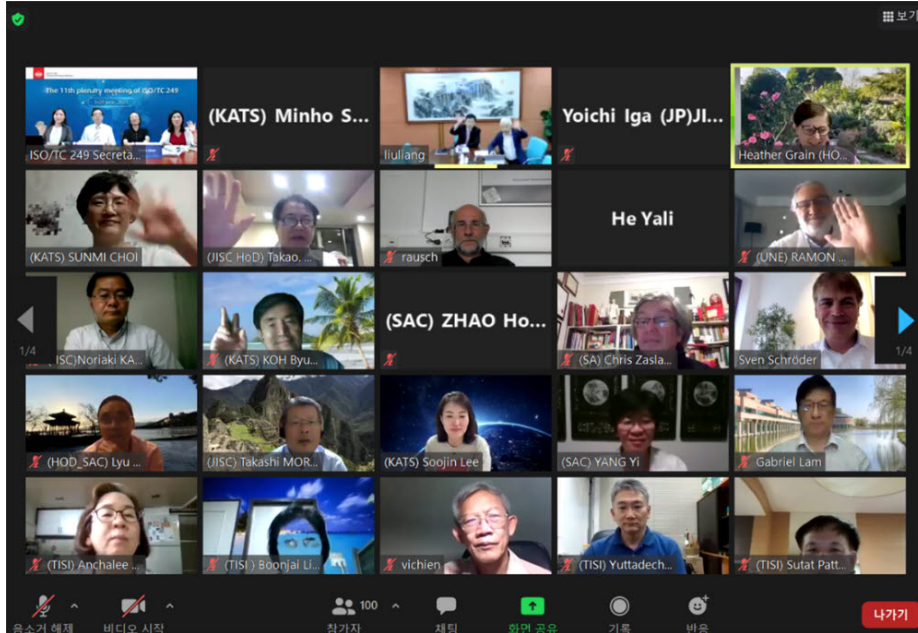 보기
The 11th plenary meeting of ISO/TC 249
ISO/TC 249 Secreta...
(KATS) Minho S...
liuliang
Yoichi Iga (JP)JI...
Heather Grain (HO...
(KATS) SUNMI CHOI
(JISC HoD) Takao. ...
rausch
He Yali
(UNE) RAMON ...
ISC)Noriaki KA...
(KATS) KOH Byu...
(SAC) ZHAO Ho...
(SA) Chris Zasla...
Sven Schröder
1/4
1/4
(HOD_SAC) Lyu ...
(JISC) Takashi MOR...
(KATS) Soojin Lee
(SAC) YANG Yi
Gabriel Lam
(TISI) Anchalee ...
(TISI ) Boonjai Li...
vichien
(TISI) Yuttadech...
(TISI) Sutat Patt...
음소거 해제
비디오 시작
100
참가자
채팅
화면 공유
기록
반응
나가기